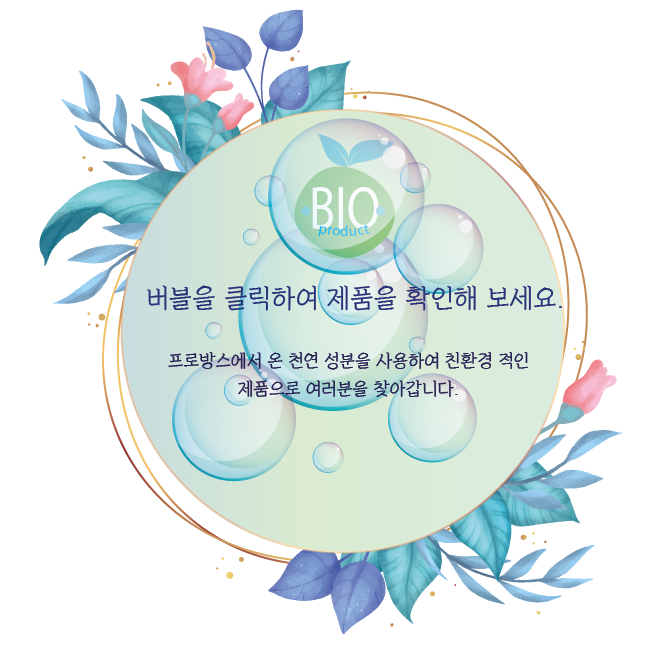 BIO
product
버블을 클릭하여 제품을 확인해 보세요.
프로방스에서 온 천연 성분을 사용하여 친환경 적인
제품으로 여러분을 찾아갑니다.